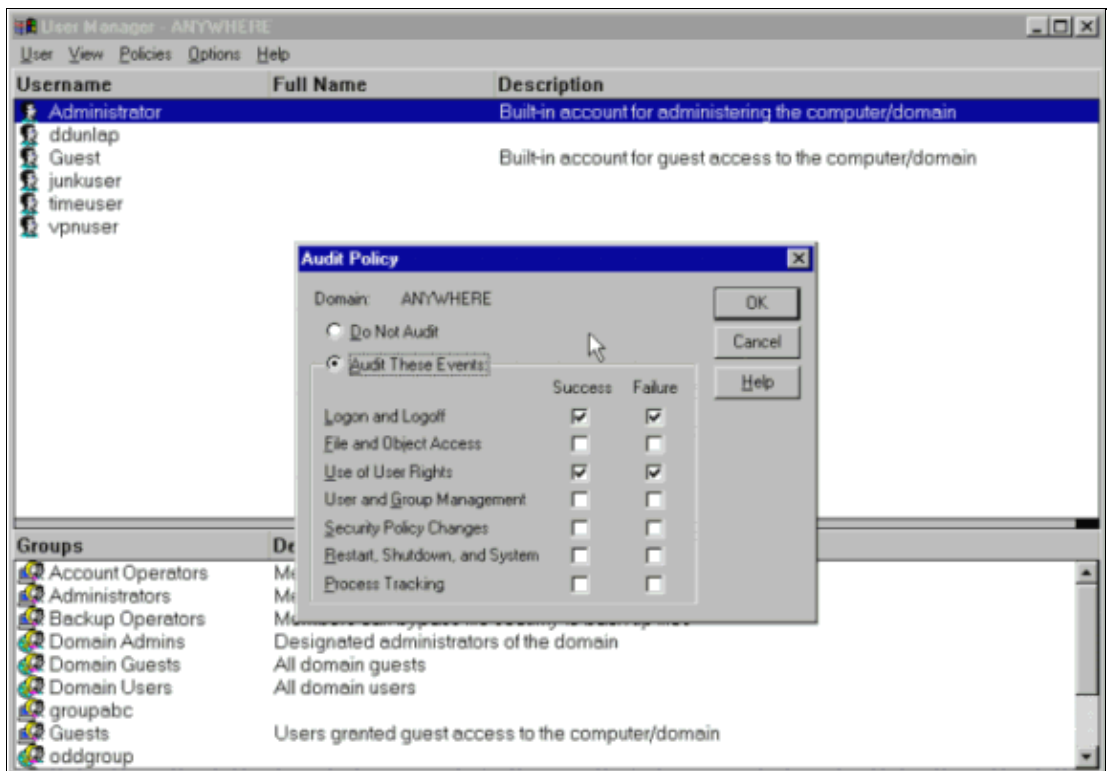 User Manager - ANYWHERE
User View Policies Options Help
Username Full Name Description
Administrator Built-in account for administering the computer/domain
ddunlap
Guest Built-in account for guest access to the computer/domain
junkuser
timeuser
vpnuser
Audit Policy
Domain: ANYWHERE
OK
Do Not Audit
Cancel
Audit These Events:
Help
Success Failure
Logon and Logoff
File and Object Access
Use of User Rights
User and Group Management
Security Policy Changes
Restart, Shutdown, and System
Process Tracking
Groups De
Account Operators Me
Administrators Me
Backup Operators
Domain Admins Designated administrators of the domain
Domain Guests All domain guests
Domain Users All domain users
groupabc
Guests Users granted guest access to the computer/domain
oddgroup